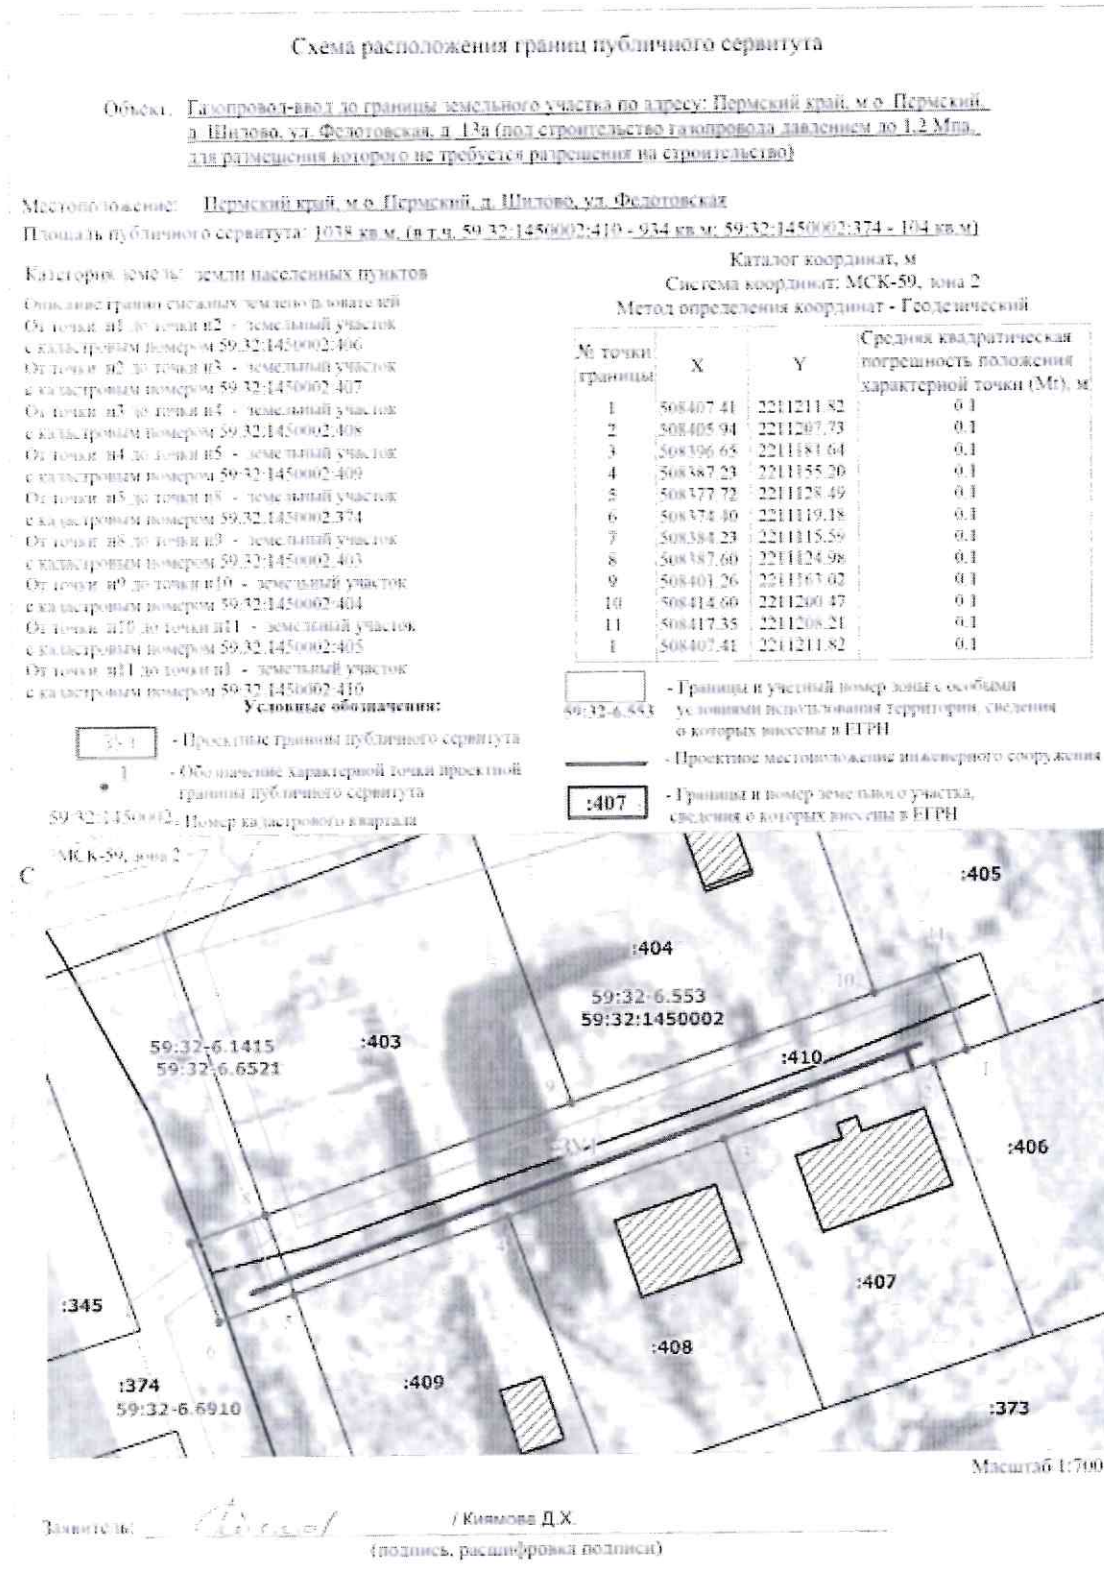 Схема расположения границ публичного сервитута
Объект: Газопровод-ввод до границы земельного участка по адресу: Пермский край, м.о. Пермский,
д. Шилово, ул. Федотовская, д. 13а (под строительство газопровода давлением до 1,2 Мпа,
для размещения которого не требуется разрешения на строительство)
Местоположение: Пермский край, м.о. Пермский, д. Шилово, ул. Федотовская
Площадь публичного сервитута: 1038 кв.м. (в т.ч. 59:32:1450002:410 - 934 кв.м; 59:32:1450002:374 - 104 кв.м)
Категория земель: земли населенных пунктов
Описание границ смежных землепользователей
От точки н1 до точки н2 - земельный участок
с кадастровым номером 59:32:1450002:406
От точки н2 до точки н3 - земельный участок
с кадастровым номером 59:32:1450002:407
От точки н3 до точки н4 - земельный участок
с кадастровым номером 59:32:1450002:408
От точки н4 до точки н5 - земельный участок
с кадастровым номером 59:32:1450002:409
От точки н5 до точки н8 - земельный участок
с кадастровым номером 59:32:1450002:374
От точки н8 до точки н9 - земельный участок
с кадастровым номером 59:32:1450002:403
От точки н9 до точки н10 - земельный участок
с кадастровым номером 59:32:1450002:404
От точки н10 до точки н11 - земельный участок
с кадастровым номером 59:32:1450002:405
От точки н11 до точки н1 - земельный участок
с кадастровым номером 59:32:1450002:410
Каталог координат, м
Система координат: МСК-59, зона 2
Метод определения координат - Геодезический
№ точки границы X Y Средняя квадратическая погрешность положения характерной точки (Mt), м
1 508407.41 2211211.82 0.1
2 508405.94 2211207.73 0.1
3 508396.65 2211181.64 0.1
4 508387.23 2211155.20 0.1
5 508377.72 2211128.49 0.1
6 508374.40 2211119.18 0.1
7 508384.23 2211115.59 0.1
8 508387.60 2211124.98 0.1
9 508401.26 2211163.02 0.1
10 508414.60 2211200.47 0.1
11 508417.35 2211208.21 0.1
1 508407.41 2211211.82 0.1
Условные обозначения:
- Проектные границы публичного сервитута
1 - Обозначение характерной точки проектной
границы публичного сервитута
59:32:1450002 - Номер кадастрового квартала
59:32-6.553 - Границы и учетный номер зоны с особыми
условиями использования территории, сведения
о которых внесены в ЕГРН
- Проектное местоположение инженерного сооружения
:407 - Границы и номер земельного участка,
сведения о которых внесены в ЕГРН
МСК-59, зона 2
С
:405
:404
11
10
59:32-6.553
59:32:1450002
59:32-6.1415
59:32-6.6521
:403
:410
9
1
2
3
:406
8
7
4
:407
:345
5
6
:408
:374
59:32-6.6910
:409
:373
Масштаб 1:700
Заявитель: / Киямова Д.Х.
(подпись, расшифровка подписи)